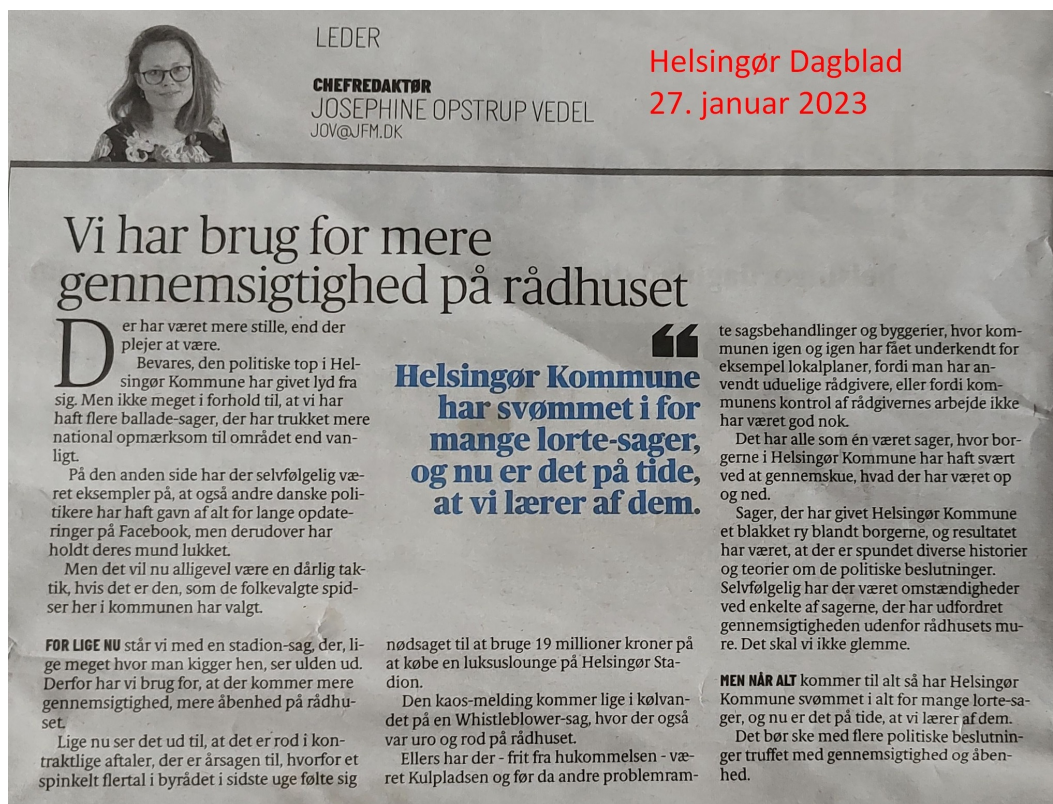 LEDER
CHEFREDAKTØR
JOSEPHINE OPSTRUP VEDEL
JOV@JFM.DK
Helsingør Dagblad
27. januar 2023
Vi har brug for mere
gennemsigtighed på rådhuset
Der har været mere stille, end der
plejer at være.
Bevares, den politiske top i Hel-
singør Kommune har givet lyd fra
sig. Men ikke meget i forhold til, at vi har
haft flere ballade-sager, der har trukket mere
national opmærksom til området end van-
ligt.
På den anden side har der selvfølgelig væ-
ret eksempler på, at også andre danske poli-
tikere har haft gavn af alt for lange opdate-
ringer på Facebook, men derudover har
holdt deres mund lukket.
Men det vil nu alligevel være en dårlig tak-
tik, hvis det er den, som de folkevalgte spid-
ser her i kommunen har valgt.
FOR LIGE NU står vi med en stadion-sag, der, li-
ge meget hvor man kigger hen, ser ulden ud.
Derfor har vi brug for, at der kommer mere
gennemsigtighed, mere åbenhed på rådhu-
set.
Lige nu ser det ud til, at det er rod i kon-
traktlige aftaler, der er årsagen til, hvorfor et
spinkelt flertal i byrådet i sidste uge følte sig
“
Helsingør Kommune
har svømmet i for
mange lorte-sager,
og nu er det på tide,
at vi lærer af dem.
nødsaget til at bruge 19 millioner kroner på
at købe en luksuslounge på Helsingør Sta-
dion.
Den kaos-melding kommer lige i kølvan-
det på en Whistleblower-sag, hvor der også
var uro og rod på rådhuset.
Ellers har der - frit fra hukommelsen - væ-
ret Kulpladsen og før da andre problemram-
te sagsbehandlinger og byggerier, hvor kom-
munen igen og igen har fået underkendt for
eksempel lokalplaner, fordi man har an-
vendt uduelige rådgivere, eller fordi kom-
munens kontrol af rådgivernes arbejde ikke
har været god nok.
Det har alle som én været sager, hvor bor-
gerne i Helsingør Kommune har haft svært
ved at gennemskue, hvad der har været op
og ned.
Sager, der har givet Helsingør Kommune
et blakket ry blandt borgerne, og resultatet
har været, at der er spundet diverse historier
og teorier om de politiske beslutninger.
Selvfølgelig har der været omstændigheder
ved enkelte af sagerne, der har udfordret
gennemsigtigheden udenfor rådhusets mu-
re. Det skal vi ikke glemme.
MEN NÅR ALT kommer til alt så har Helsingør
Kommune svømmet i alt for mange lorte-sa-
ger, og nu er det på tide, at vi lærer af dem.
Det bør ske med flere politiske beslutnin-
ger truffet med gennemsigtighed og åben-
hed.